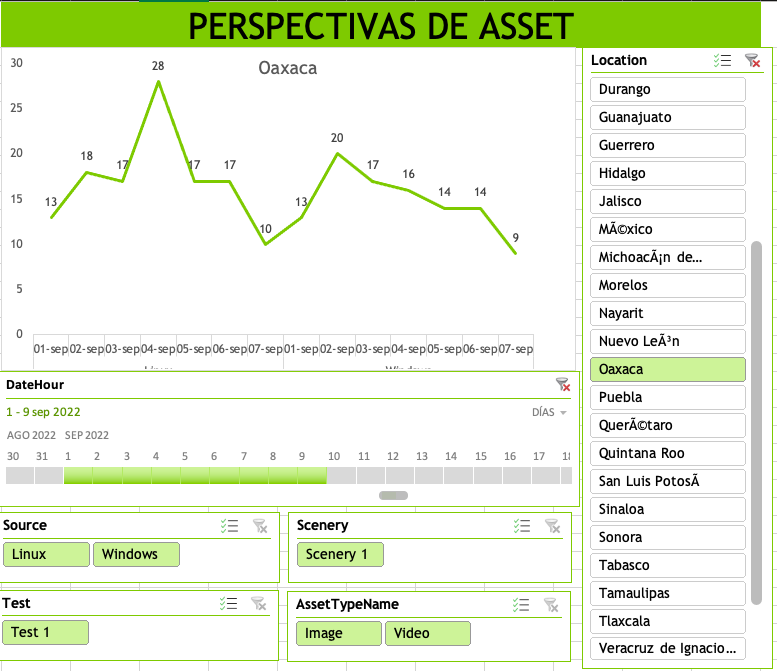 PERSPECTIVAS DE ASSET
Oaxaca
30
25
20
15
10
5
0
13
18
17
28
17
17
10
13
20
17
16
14
14
9
01-sep 02-sep 03-sep 04-sep 05-sep 06-sep 07-sep 01-sep 02-sep 03-sep 04-sep 05-sep 06-sep 07-sep
Linux Windows
DateHour
1 - 9 sep 2022 DÍAS
AGO 2022 SEP 2022
30 31 1 2 3 4 5 6 7 8 9 10 11 12 13 14 15 16 17 18
Source
Linux Windows
Scenery
Scenery 1
Test
Test 1
AssetTypeName
Image Video
Location
Durango
Guanajuato
Guerrero
Hidalgo
Jalisco
MÃ©xico
MichoacÃ¡n de...
Morelos
Nayarit
Nuevo LeÃ³n
Oaxaca
Puebla
QuerÃ©taro
Quintana Roo
San Luis PotosÃ
Sinaloa
Sonora
Tabasco
Tamaulipas
Tlaxcala
Veracruz de Ignacio...